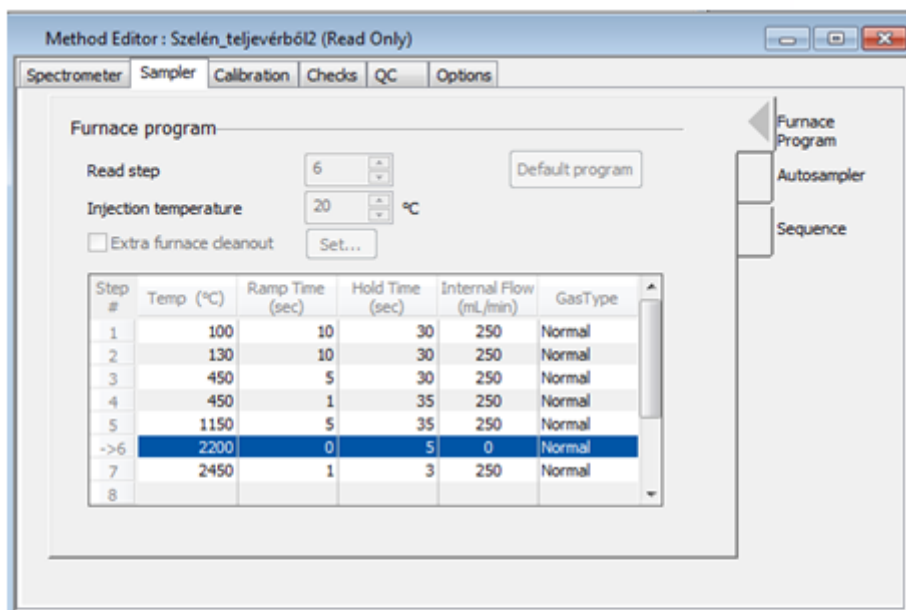 Method Editor : Szelén_teljevérből2 (Read Only)
Spectrometer Sampler Calibration Checks QC Options
Furnace program
Read step 6 Default program
Injection temperature 20 ºC
Extra furnace cleanout Set...
Furnace
Program
Autosampler
Sequence
Step # Temp (ºC) Ramp Time (sec) Hold Time (sec) Internal Flow (mL/min) GasType
1 100 10 30 250 Normal
2 130 10 30 250 Normal
3 450 5 30 250 Normal
4 450 1 35 250 Normal
5 1150 5 35 250 Normal
->6 2200 0 5 0 Normal
7 2450 1 3 250 Normal
8